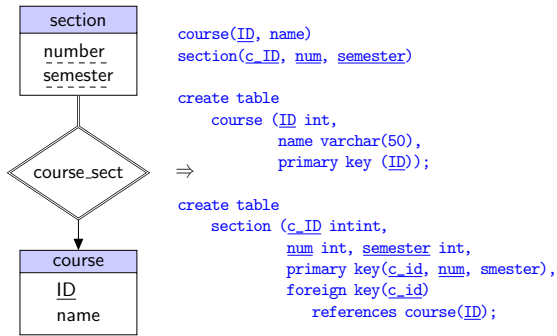 section
number
semester
course_sect
course
ID
name
⇒
course(ID, name)
section(c_ID, num, semester)
create table
course (ID int,
name varchar(50),
primary key (ID));
create table
section (c_ID intint,
num int, semester int,
primary key(c_id, num, smester),
foreign key(c_id)
references course(ID);